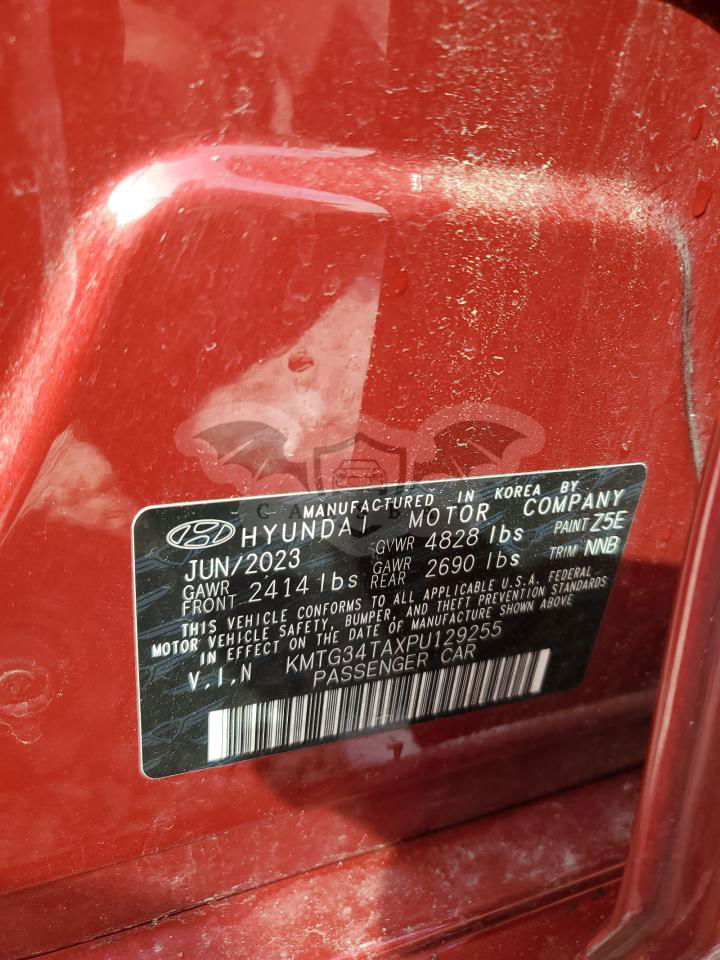 MANUFACTURED IN KOREA BY
HYUNDAI MOTOR COMPANY
JUN/2023 GVWR 4828 lbs PAINT Z5E
GAWR FRONT 2414 lbs GAWR REAR 2690 lbs TRIM NNB
THIS VEHICLE CONFORMS TO ALL APPLICABLE U.S.A. FEDERAL
MOTOR VEHICLE SAFETY, BUMPER, AND THEFT PREVENTION STANDARDS
IN EFFECT ON THE DATE OF MANUFACTURE SHOWN ABOVE
V.I.N KMTG34TAXPU129255
PASSENGER CAR